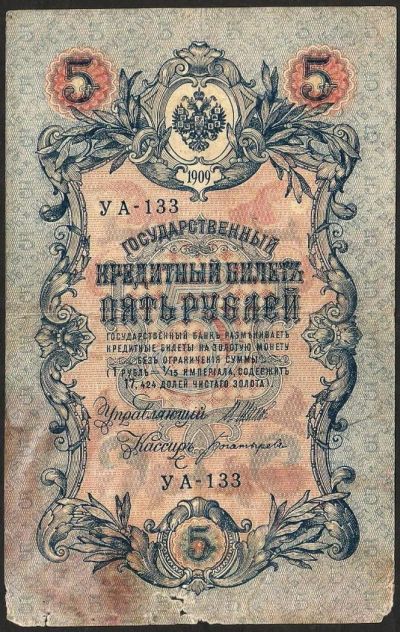 5 5
1909
УА-133
ГОСУДАРСТВЕННЫЙ
КРЕДИТНЫЙ БИЛЕТЪ
ПЯТЬ РУБЛЕЙ
ГОСУДАРСТВЕННЫЙ БАНКЪ РАЗМѢНИВАЕТЪ
КРЕДИТНЫЕ БИЛЕТЫ НА ЗОЛОТУЮ МОНЕТУ
БЕЗЪ ОГРАНИЧЕНІЯ СУММЫ
(1 РУБЛЬ = 1/15 ИМПЕРІАЛА, СОДЕРЖИТЪ
17,424 ДОЛЕЙ ЧИСТАГО ЗОЛОТА).
Управляющій
Кассиръ
УА-133
5